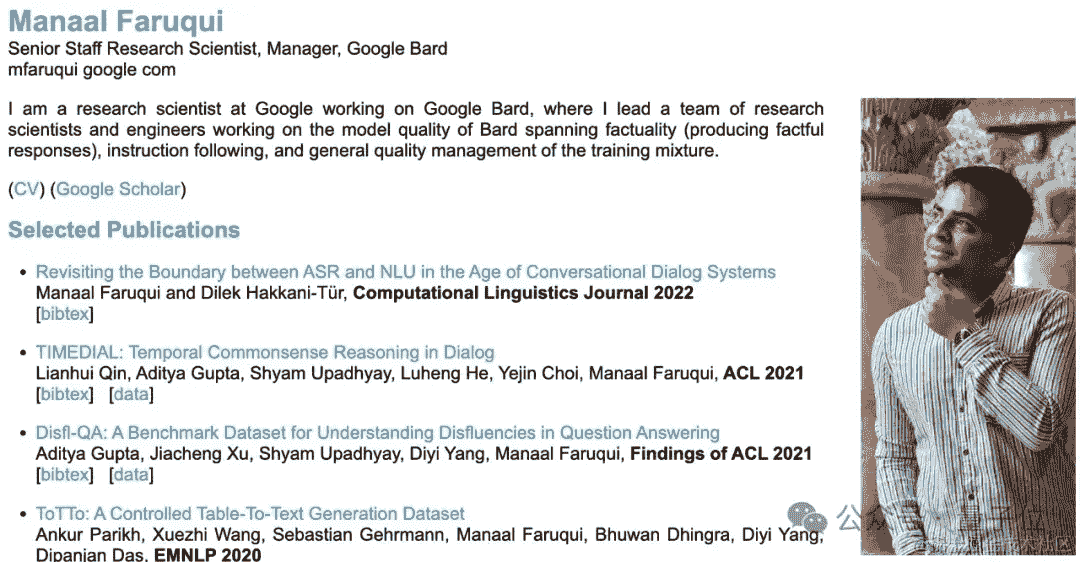 Manaal Faruqui
Senior Staff Research Scientist, Manager, Google Bard
mfaruqui google com
I am a research scientist at Google working on Google Bard, where I lead a team of research
scientists and engineers working on the model quality of Bard spanning factuality (producing factful
responses), instruction following, and general quality management of the training mixture.
(CV) (Google Scholar)
Selected Publications
• Revisiting the Boundary between ASR and NLU in the Age of Conversational Dialog Systems
Manaal Faruqui and Dilek Hakkani-Tür, Computational Linguistics Journal 2022
[bibtex]
• TIMEDIAL: Temporal Commonsense Reasoning in Dialog
Lianhui Qin, Aditya Gupta, Shyam Upadhyay, Luheng He, Yejin Choi, Manaal Faruqui, ACL 2021
[bibtex] [data]
• Disfl-QA: A Benchmark Dataset for Understanding Disfluencies in Question Answering
Aditya Gupta, Jiacheng Xu, Shyam Upadhyay, Diyi Yang, Manaal Faruqui, Findings of ACL 2021
[bibtex] [data]
• ToTTo: A Controlled Table-To-Text Generation Dataset
Ankur Parikh, Xuezhi Wang, Sebastian Gehrmann, Manaal Faruqui, Bhuwan Dhingra, Diyi Yang,
Dipanjan Das, EMNLP 2020